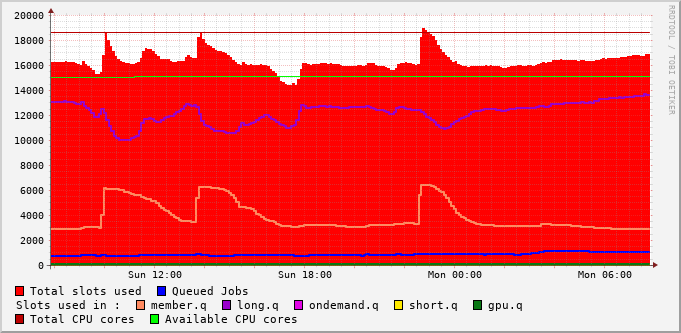 RRDTOOL / TOBI OETIKER
20000
18000
16000
14000
12000
10000
8000
6000
4000
2000
0
Sun 12:00 Sun 18:00 Mon 00:00 Mon 06:00
Total slots used Queued Jobs
Slots used in : member.q long.q ondemand.q short.q gpu.q
Total CPU cores Available CPU cores